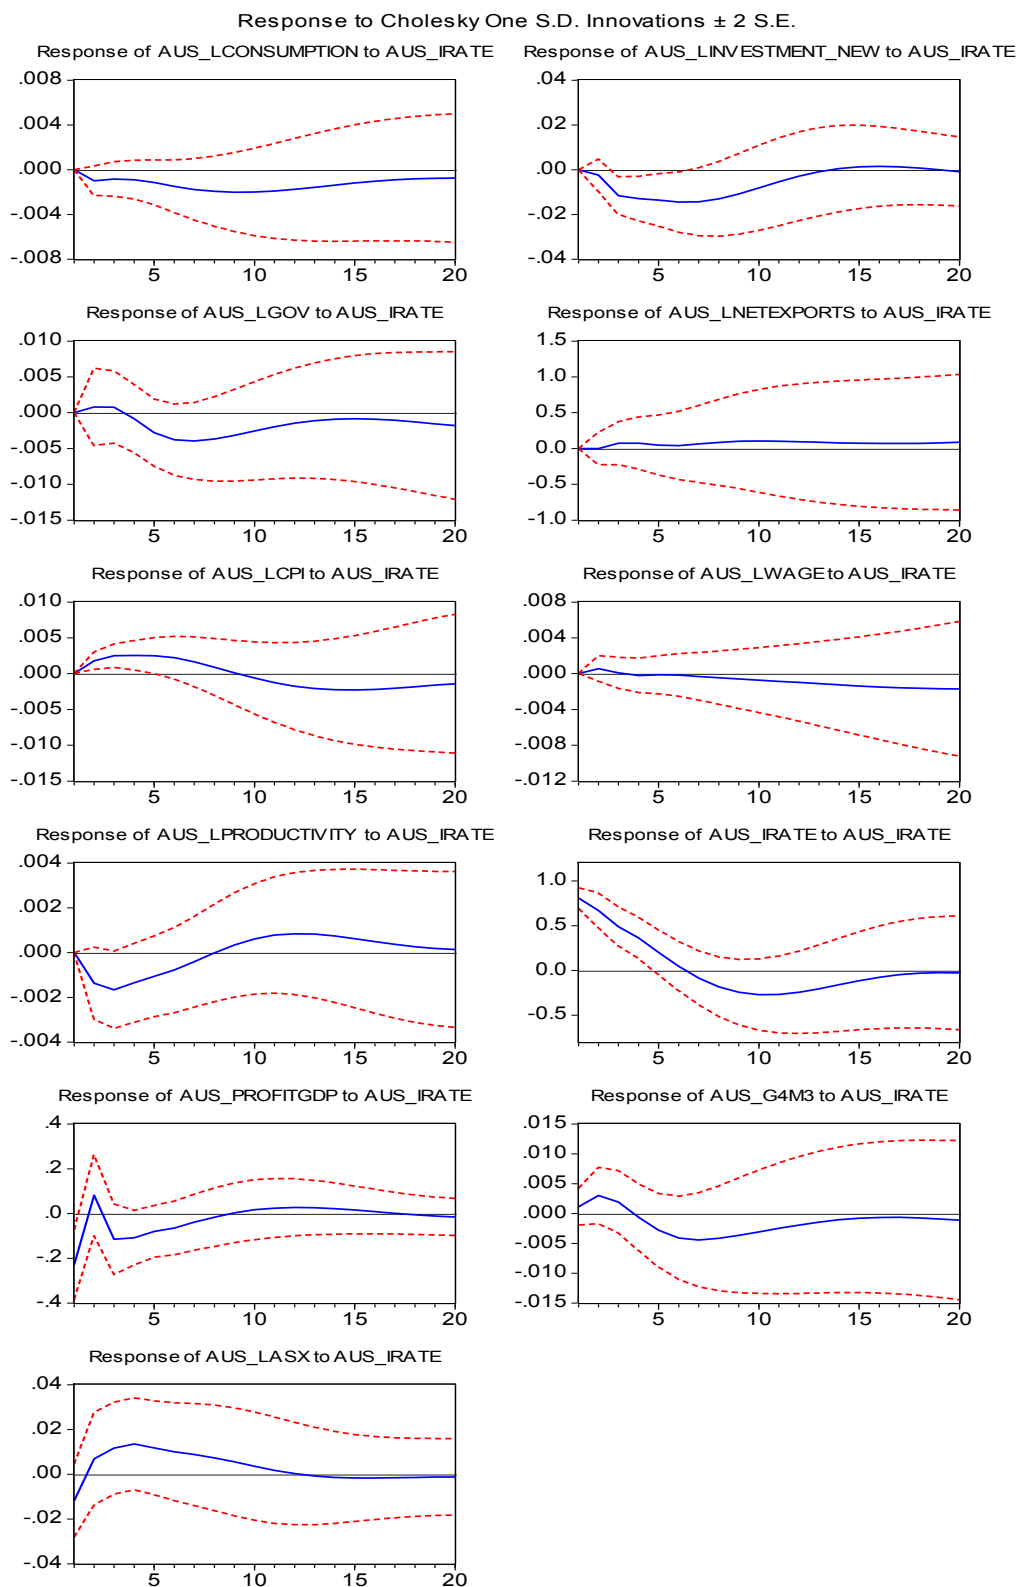 Response to Cholesky One S.D. Innovations ± 2 S.E.
Response of AUS_LCONSUMPTION to AUS_IRATE
.008
.004
.000
-.004
-.008
5 10 15 20
Response of AUS_LINVESTMENT_NEW to AUS_IRATE
.04
.02
.00
-.02
-.04
5 10 15 20
Response of AUS_LGOV to AUS_IRATE
.010
.005
.000
-.005
-.010
-.015
5 10 15 20
Response of AUS_LNETEXPORTS to AUS_IRATE
1.5
1.0
0.5
0.0
-0.5
-1.0
5 10 15 20
Response of AUS_LCPI to AUS_IRATE
.010
.005
.000
-.005
-.010
-.015
5 10 15 20
Response of AUS_LWAGE to AUS_IRATE
.008
.004
.000
-.004
-.008
-.012
5 10 15 20
Response of AUS_LPRODUCTIVITY to AUS_IRATE
.004
.002
.000
-.002
-.004
5 10 15 20
Response of AUS_IRATE to AUS_IRATE
1.0
0.5
0.0
-0.5
5 10 15 20
Response of AUS_PROFITGDP to AUS_IRATE
.4
.2
.0
-.2
-.4
5 10 15 20
Response of AUS_G4M3 to AUS_IRATE
.015
.010
.005
.000
-.005
-.010
-.015
5 10 15 20
Response of AUS_LASX to AUS_IRATE
.04
.02
.00
-.02
-.04
5 10 15 20